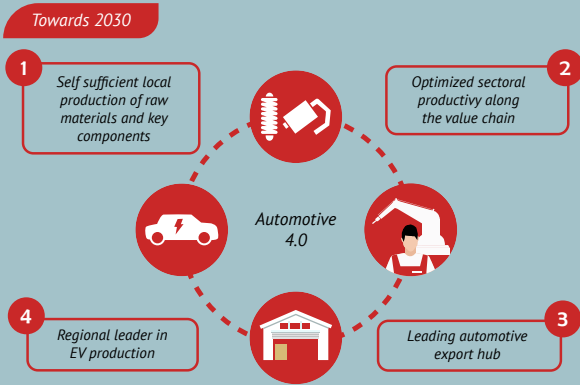 Towards 2030
1
Self sufficient local
production of raw
materials and key
components
2
Optimized sectoral
productivy along
the value chain
Automotive
4.0
4
Regional leader in
EV production
3
Leading automotive
export hub